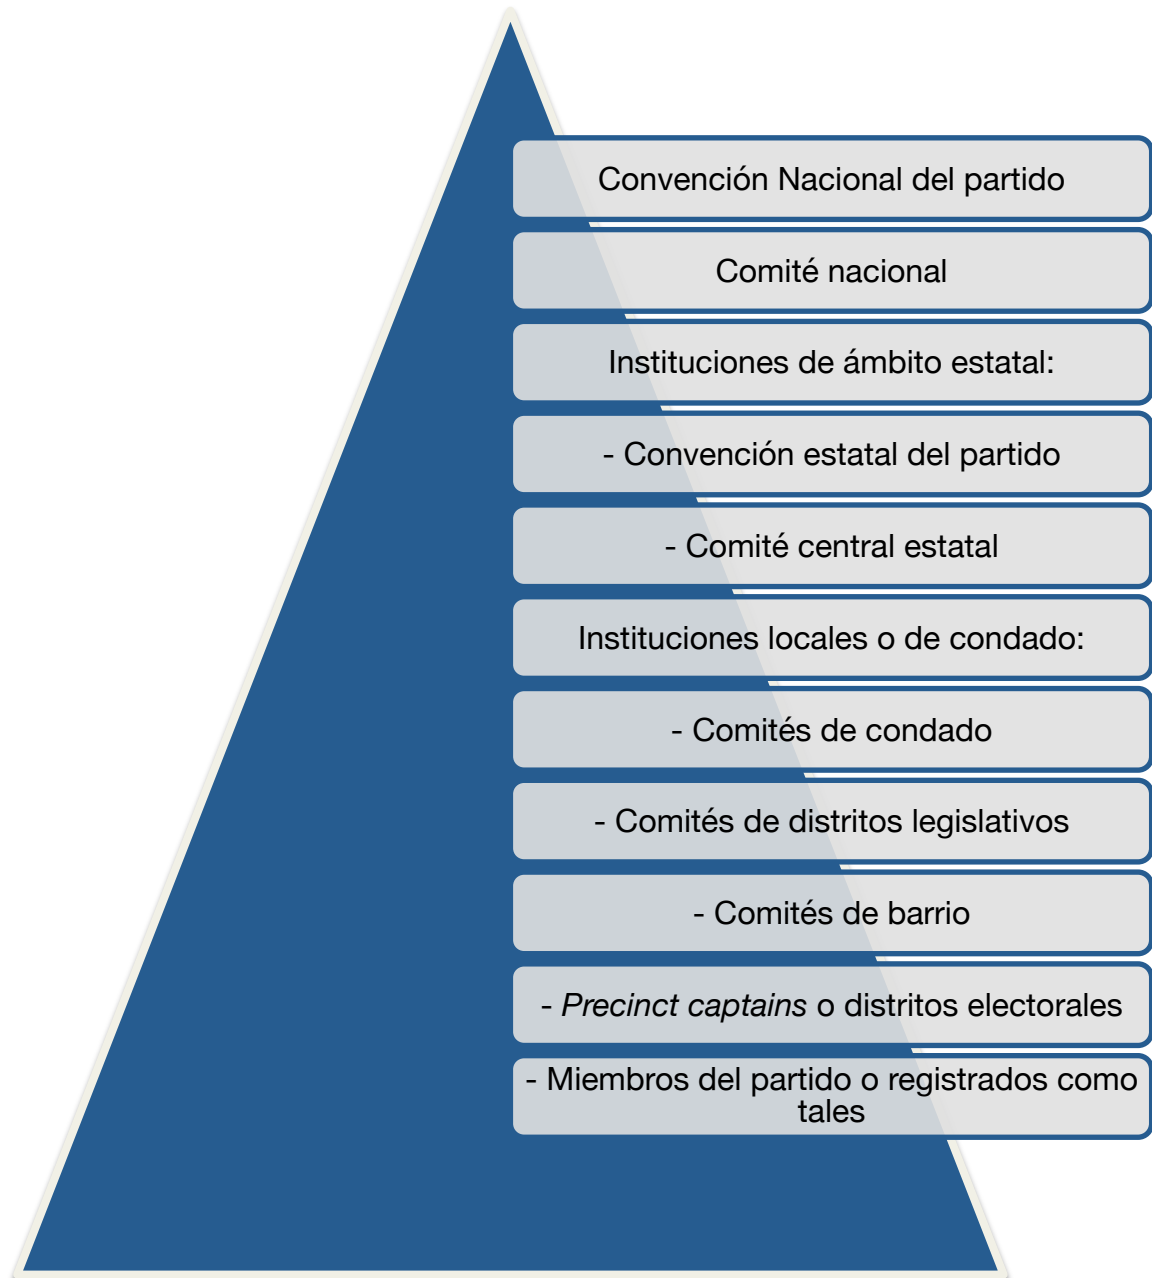 Convención Nacional del partido
Comité nacional
Instituciones de ámbito estatal:
- Convención estatal del partido
- Comité central estatal
Instituciones locales o de condado:
- Comités de condado
- Comités de distritos legislativos
- Comités de barrio
- Precinct captains o distritos electorales
- Miembros del partido o registrados como
tales